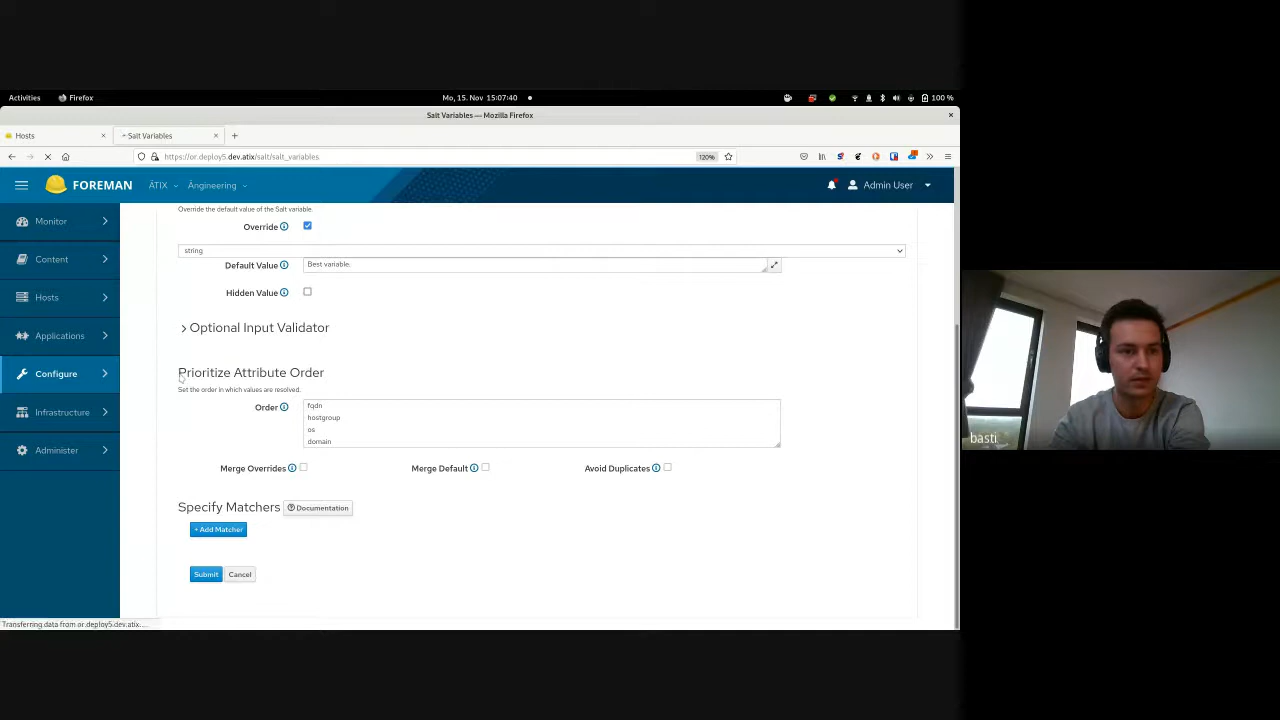 Activities
Firefox
Mo, 15. Nov 15:07:40
100 %
Salt Variables — Mozilla Firefox
Hosts
Salt Variables
https://or.deploy5.dev.atix/salt/salt_variables
120%
FOREMAN
ÄTIX
Ängineering
Admin User
Monitor
Content
Hosts
Applications
Configure
Infrastructure
Administer
Override the default value of the Salt variable.
Override
string
Default Value
Best variable.
Hidden Value
Optional Input Validator
Prioritize Attribute Order
Set the order in which values are resolved.
Order
fqdn
hostgroup
os
domain
Merge Overrides
Merge Default
Avoid Duplicates
Specify Matchers
Documentation
+ Add Matcher
Submit
Cancel
Transferring data from or.deploy5.dev.atix…
basti